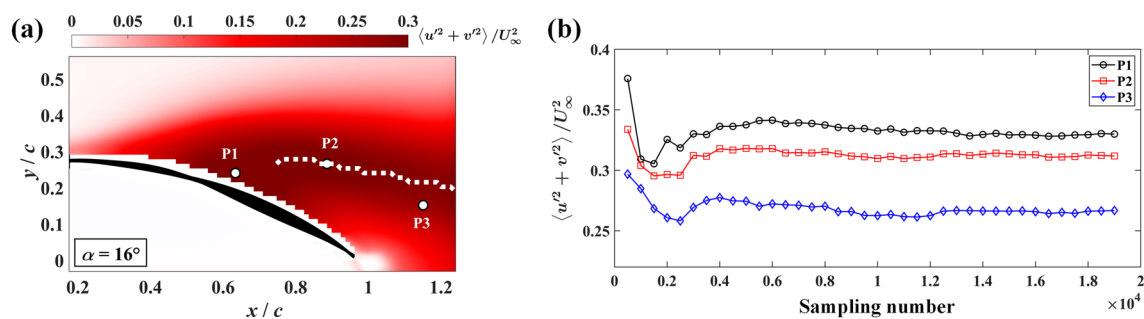 (a)
0 0.05 0.1 0.15 0.2 0.25 0.3
⟨u′² + v′²⟩ /U²∞
0.5
0.4
0.3
0.2
0.1
0
y / c
P1
P2
P3
α = 16°
0.2 0.4 0.6 0.8 1 1.2
x / c
(b)
0.4
0.35
0.3
0.25
⟨u′² + v′²⟩ /U²∞
P1
P2
P3
0 0.2 0.4 0.6 0.8 1 1.2 1.4 1.6 1.8 2
×10⁴
Sampling number